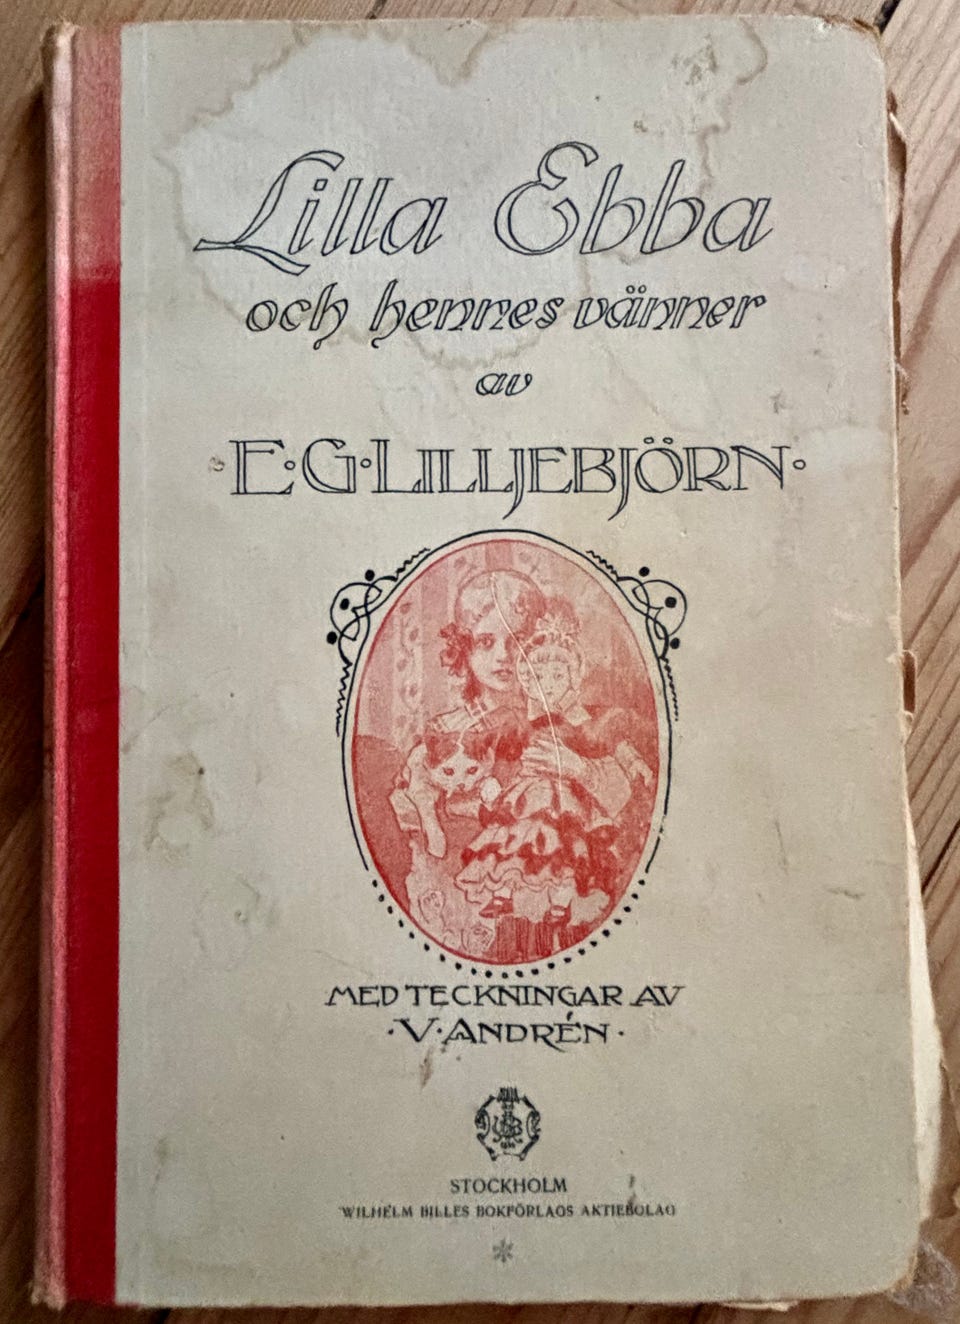 Lilla Ebba
och hennes vänner
av
·E·G·LILLJEBJÖRN·
MED TECKNINGAR AV
·V·ANDRÉN·
STOCKHOLM
WILHELM BILLES BOKFÖRLAGS AKTIEBOLAG